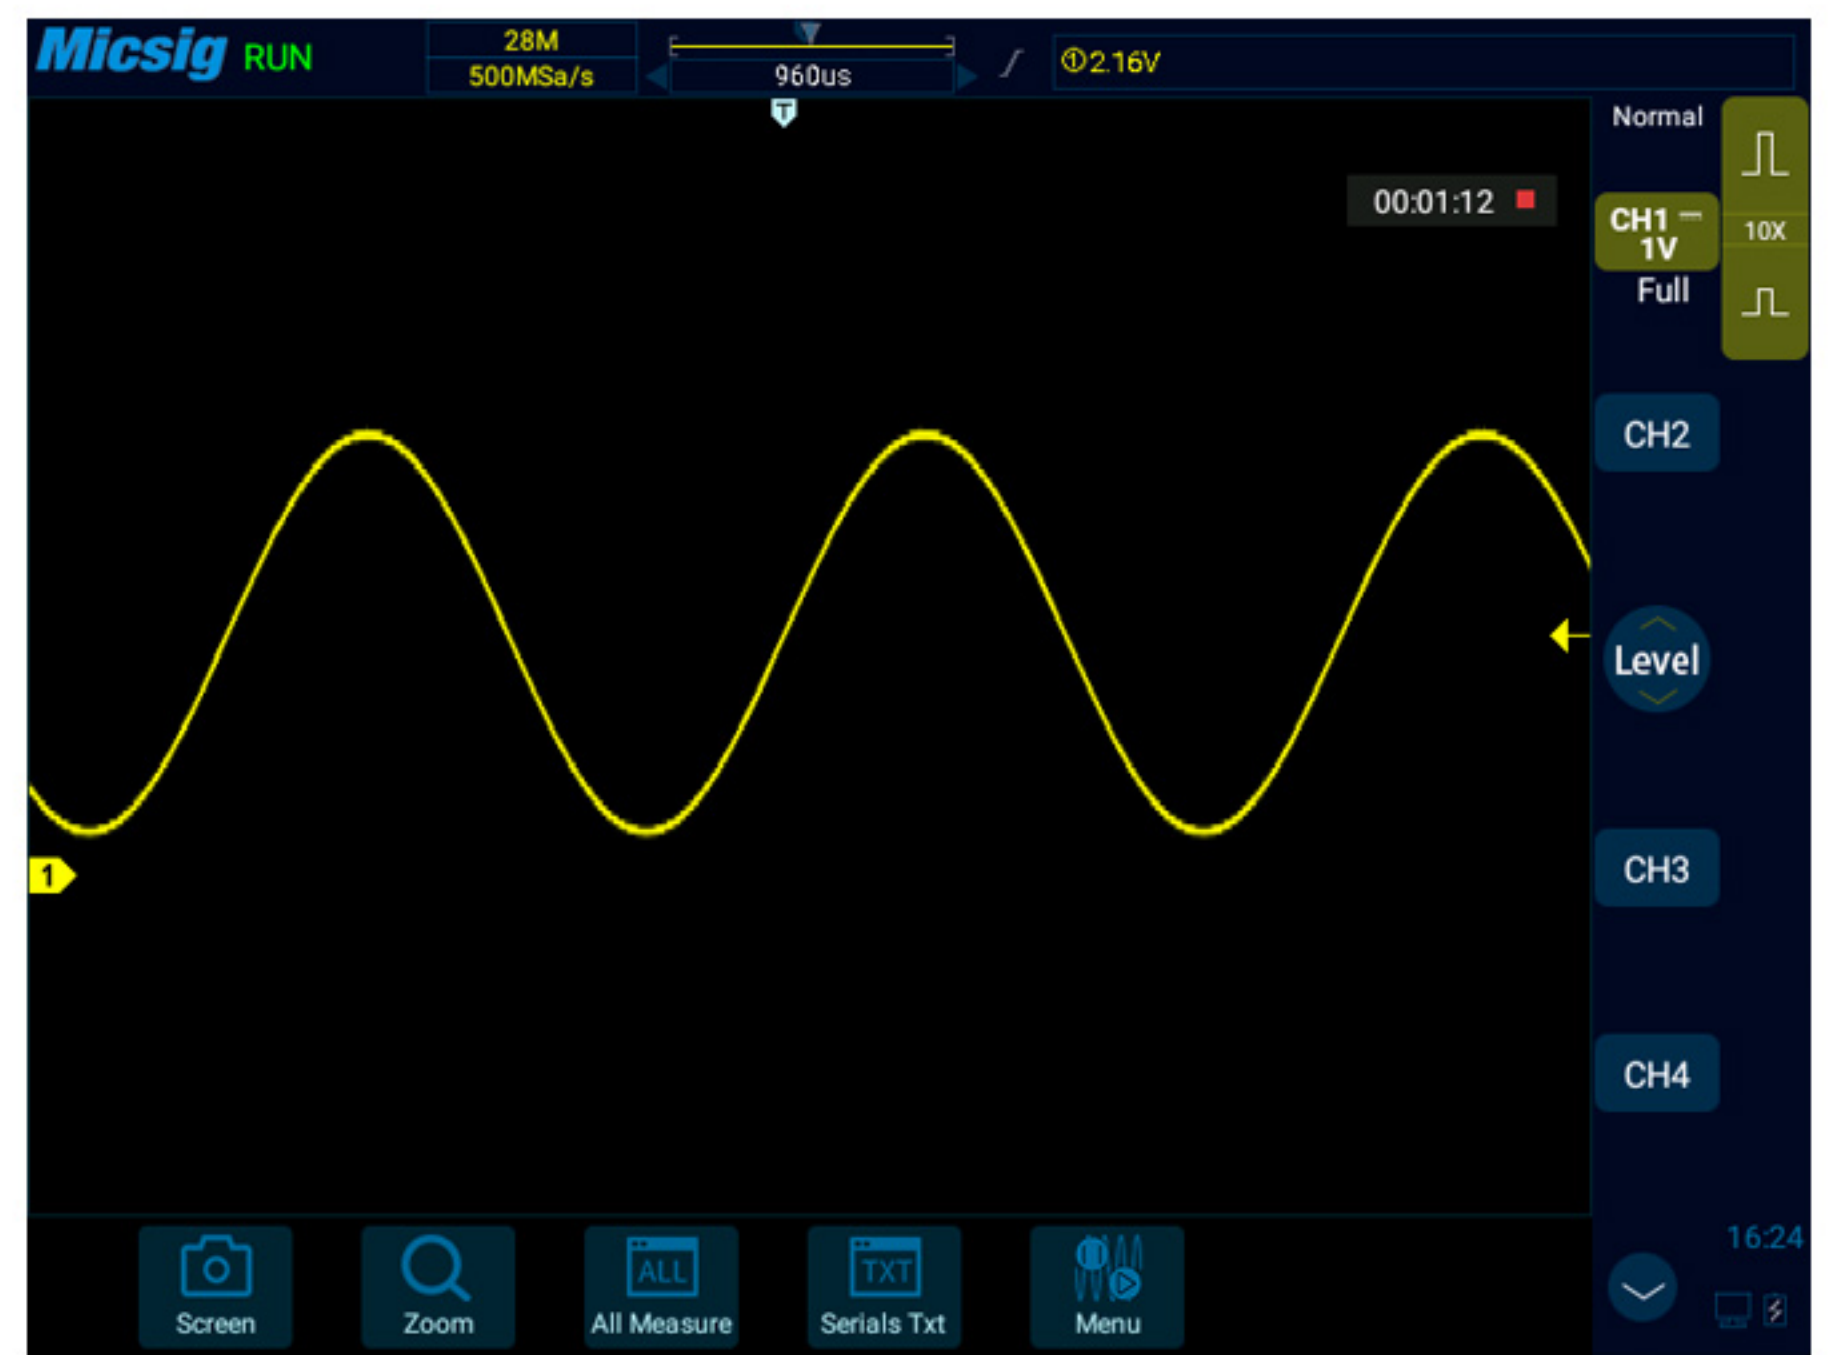 Micsig RUN
28M
500MSa/s
960us
①2.16V
T
Normal
00:01:12
CH1
1V
10X
Full
CH2
Level
1
CH3
CH4
16:24
ALL
TXT
Screen
Zoom
All Measure
Serials Txt
Menu